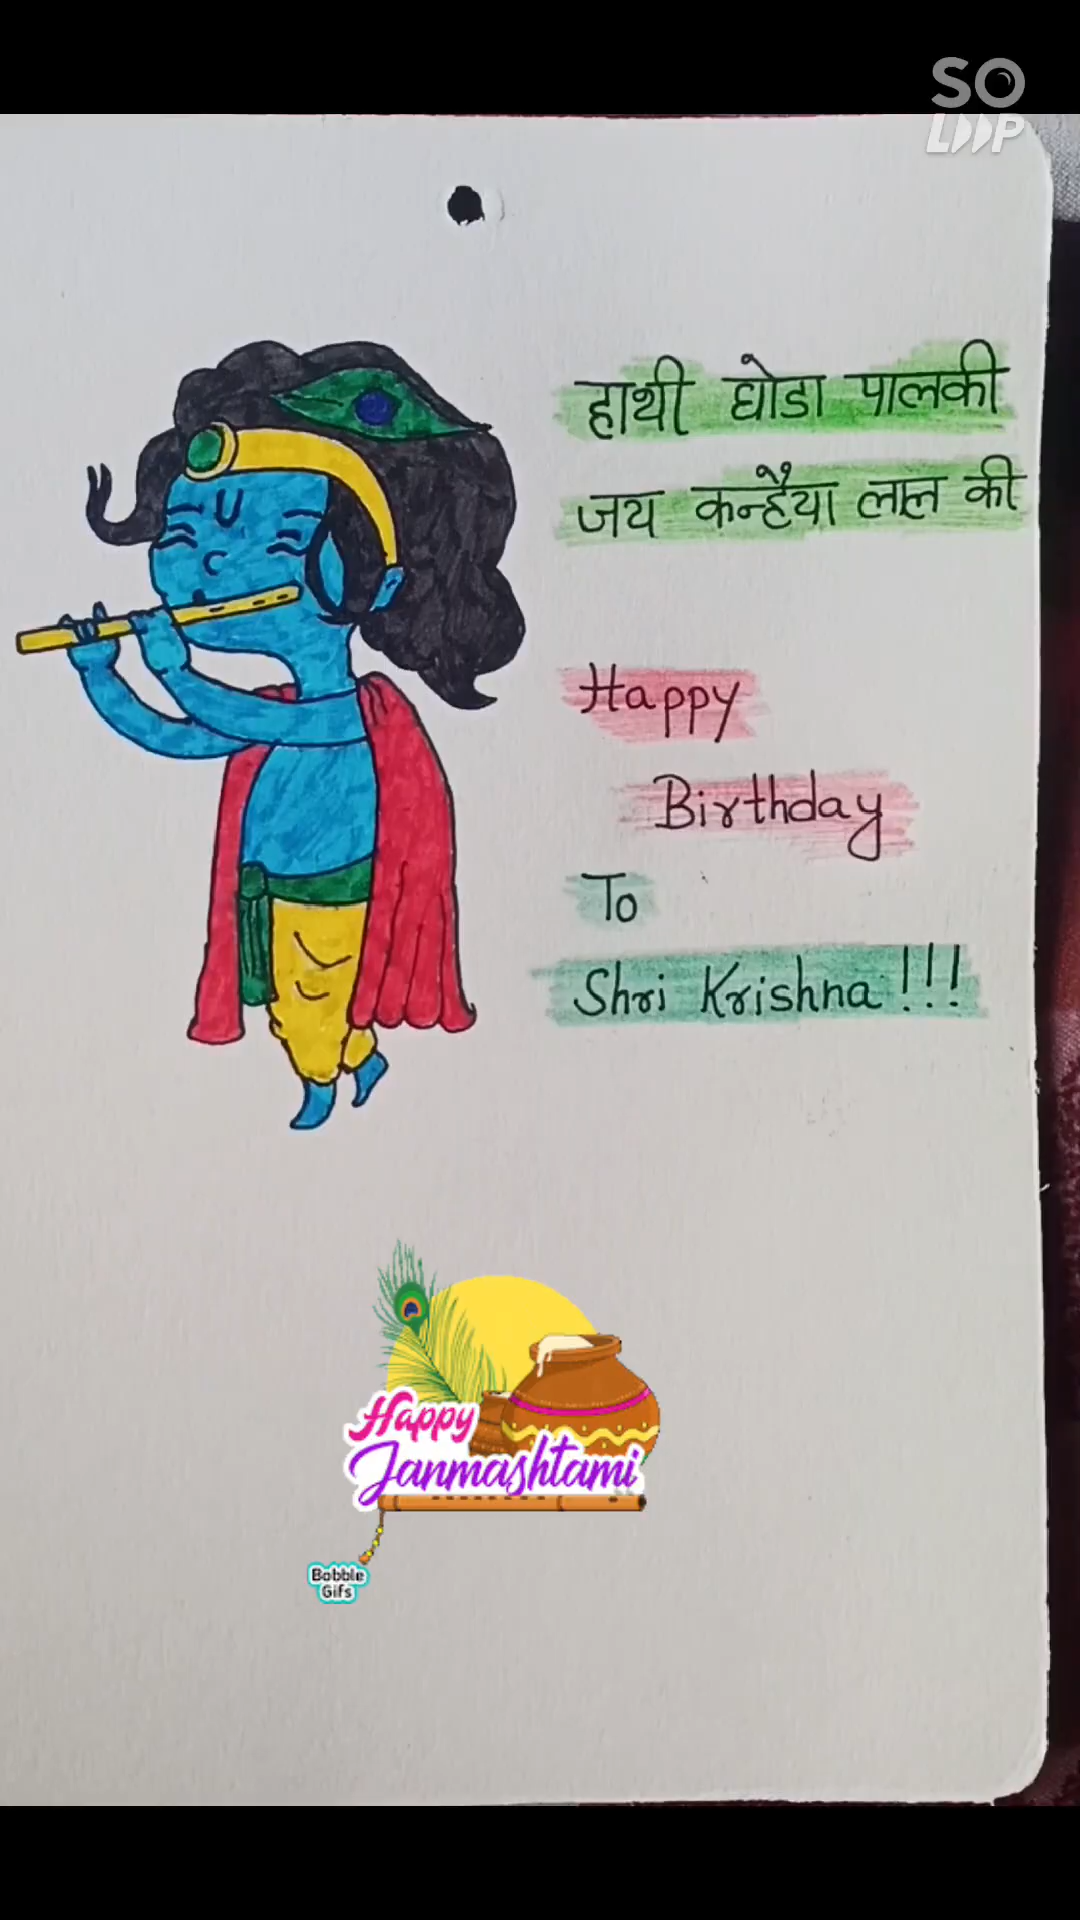 SO
LOOP
हाथी घोडा पालकी
जय कन्हैया लाल की
Happy
Birthday
To
Shri Krishna!!!
Happy
Janmashtami
Bobble
Gifs